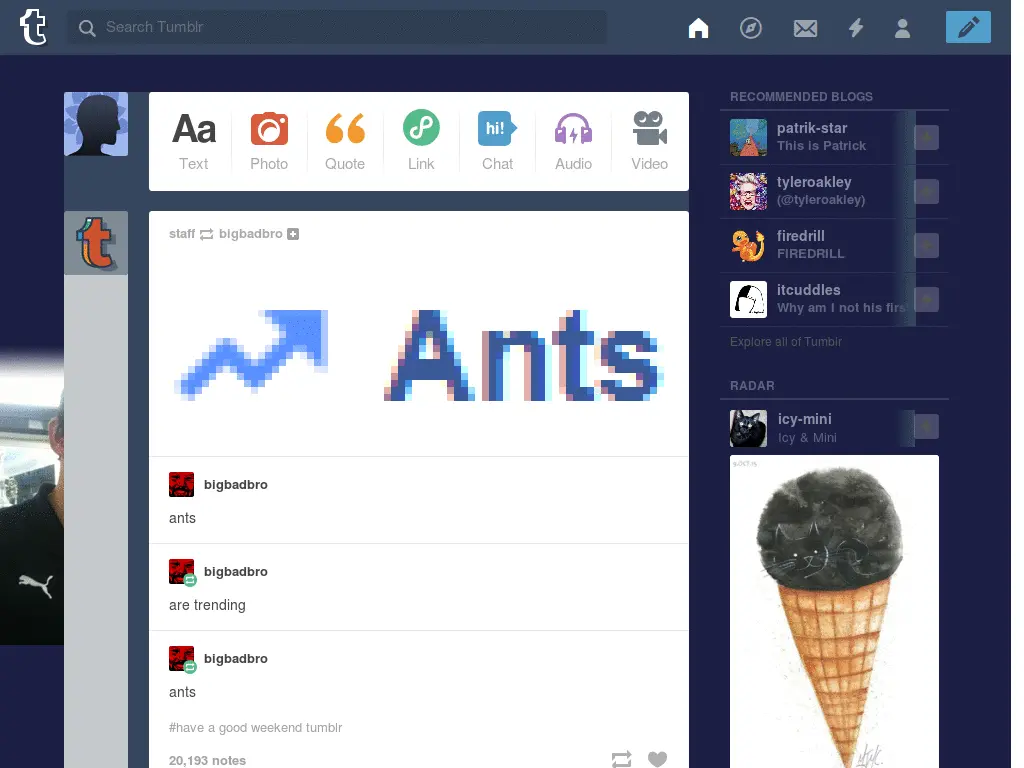 Search Tumblr
Aa
hi!
Text
Photo
Quote
Link
Chat
Audio
Video
staff bigbadbro
Ants
bigbadbro
ants
bigbadbro
are trending
bigbadbro
ants
#have a good weekend tumblr
20,193 notes
RECOMMENDED BLOGS
patrik-star
This is Patrick
tyleroakley
(@tyleroakley)
firedrill
FIREDRILL
itcuddles
Why am I not his firs
Explore all of Tumblr
RADAR
icy-mini
Icy & Mini